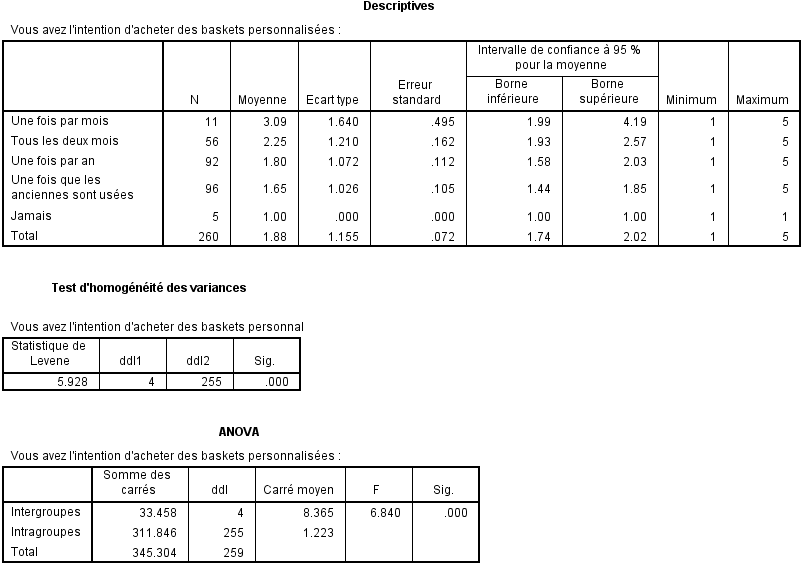 Descriptives
Vous avez l'intention d'acheter des baskets personnalisées :
Intervalle de confiance à 95 % pour la moyenne
N Moyenne Ecart type Erreur standard Borne inférieure Borne supérieure Minimum Maximum
Une fois par mois 11 3.09 1.640 .495 1.99 4.19 1 5
Tous les deux mois 56 2.25 1.210 .162 1.93 2.57 1 5
Une fois par an 92 1.80 1.072 .112 1.58 2.03 1 5
Une fois que les anciennes sont usées 96 1.65 1.026 .105 1.44 1.85 1 5
Jamais 5 1.00 .000 .000 1.00 1.00 1 1
Total 260 1.88 1.155 .072 1.74 2.02 1 5
Test d'homogénéité des variances
Vous avez l'intention d'acheter des baskets personnal
Statistique de Levene ddl1 ddl2 Sig.
5.928 4 255 .000
ANOVA
Vous avez l'intention d'acheter des baskets personnalisées :
Somme des carrés ddl Carré moyen F Sig.
Intergroupes 33.458 4 8.365 6.840 .000
Intragroupes 311.846 255 1.223
Total 345.304 259